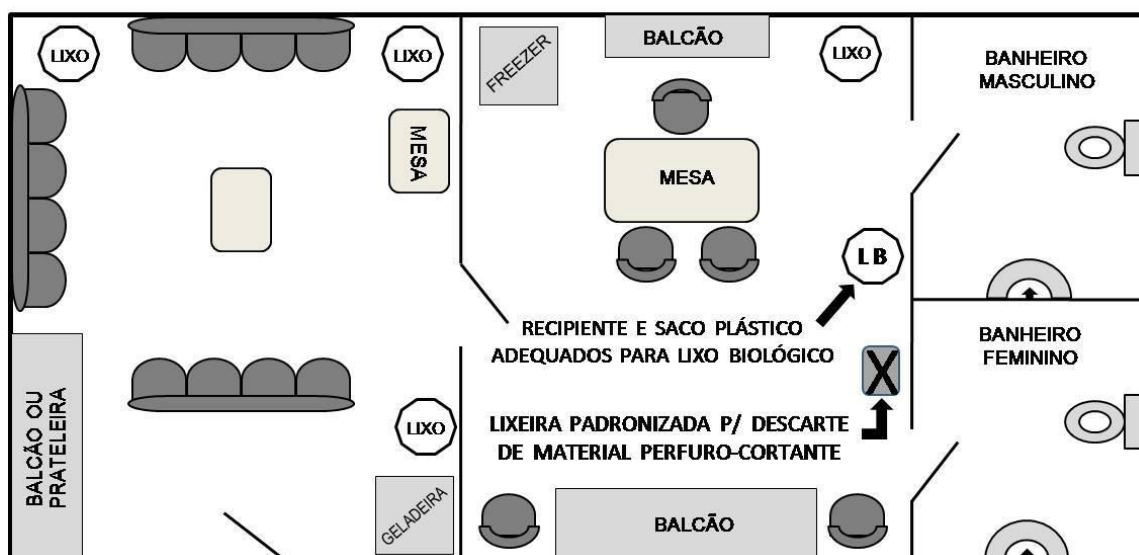 LIXO
LIXO
MESA
BALCÃO OU
PRATELEIRA
LIXO
GELADEIRA
FREEZER
BALCÃO
LIXO
MESA
LB
RECIPIENTE E SACO PLÁSTICO
ADEQUADOS PARA LIXO BIOLÓGICO
X
LIXEIRA PADRONIZADA P/ DESCARTE
DE MATERIAL PERFURO-CORTANTE
BALCÃO
BANHEIRO
MASCULINO
BANHEIRO
FEMININO